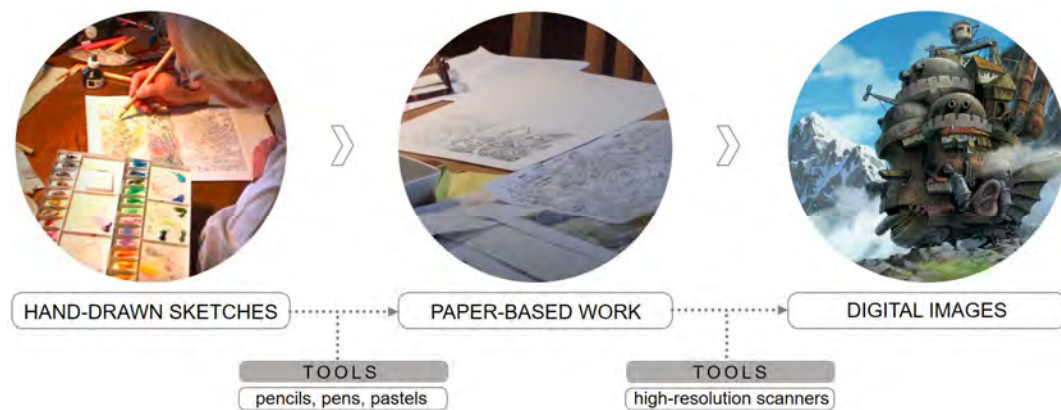 HAND-DRAWN SKETCHES
PAPER-BASED WORK
DIGITAL IMAGES
TOOLS
pencils, pens, pastels
TOOLS
high-resolution scanners